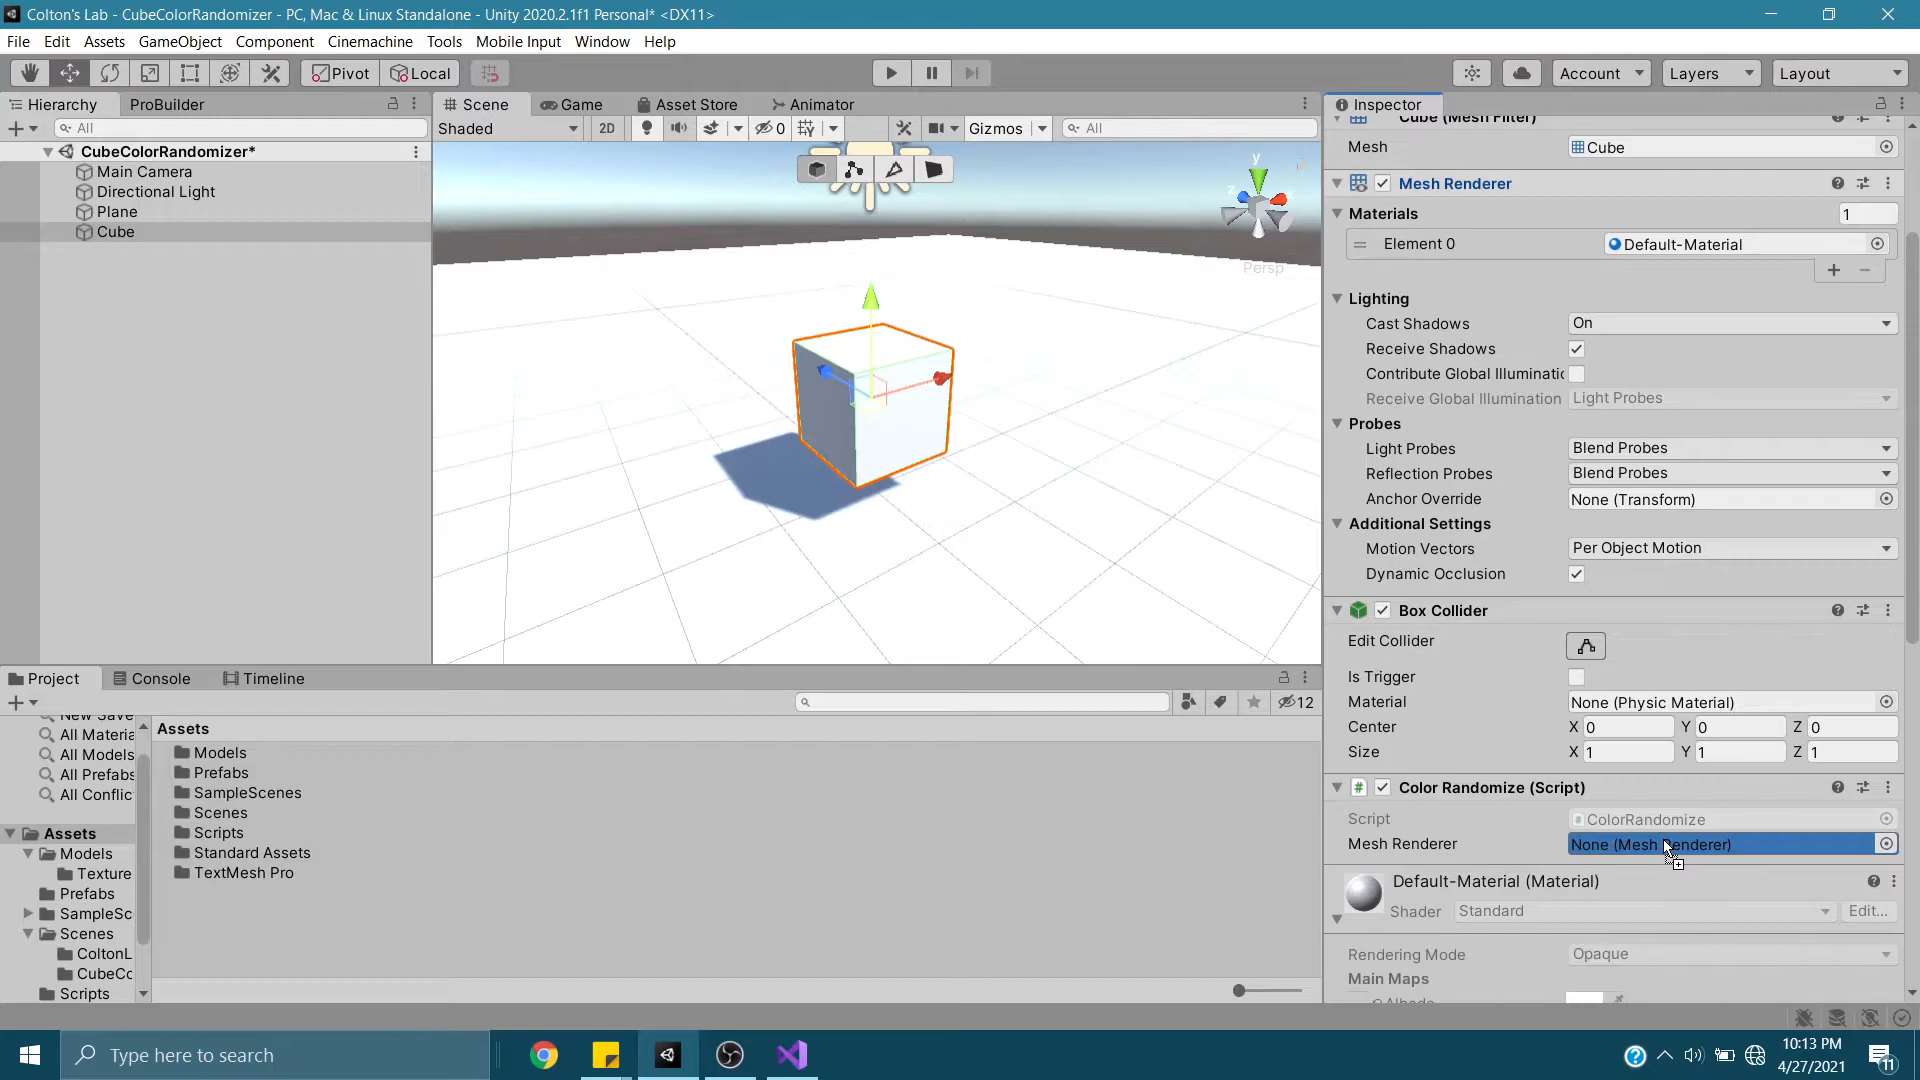 Colton's Lab - CubeColorRandomizer - PC, Mac & Linux Standalone - Unity 2020.2.1f1 Personal* <DX11>
File Edit Assets GameObject Component Cinemachine Tools Mobile Input Window Help
Pivot Local Account Layers Layout
Hierarchy ProBuilder
All
CubeColorRandomizer*
Main Camera
Directional Light
Plane
Cube
Scene Game Asset Store Animator
Shaded 2D 0 Gizmos All
y
Persp
Inspector
Cube (Mesh Filter)
Mesh Cube
Mesh Renderer
Materials 1
Element 0 Default-Material
Lighting
Cast Shadows On
Receive Shadows
Contribute Global Illuminatic
Receive Global Illumination Light Probes
Probes
Light Probes Blend Probes
Reflection Probes Blend Probes
Anchor Override None (Transform)
Additional Settings
Motion Vectors Per Object Motion
Dynamic Occlusion
Box Collider
Edit Collider
Is Trigger
Material None (Physic Material)
Center X 0 Y 0 Z 0
Size X 1 Y 1 Z 1
# Color Randomize (Script)
Script # ColorRandomize
Mesh Renderer None (Mesh Renderer)
Default-Material (Material)
Shader Standard Edit...
Rendering Mode Opaque
Main Maps
Albedo
Project Console Timeline
12
New Save
All Materia
All Models
All Prefabs
All Conflic
Assets
Models
Texture
Prefabs
SampleSc
Scenes
ColtonL
CubeCo
Scripts
Assets
Models
Prefabs
SampleScenes
Scenes
Scripts
Standard Assets
TextMesh Pro
Type here to search
10:13 PM
4/27/2021
11